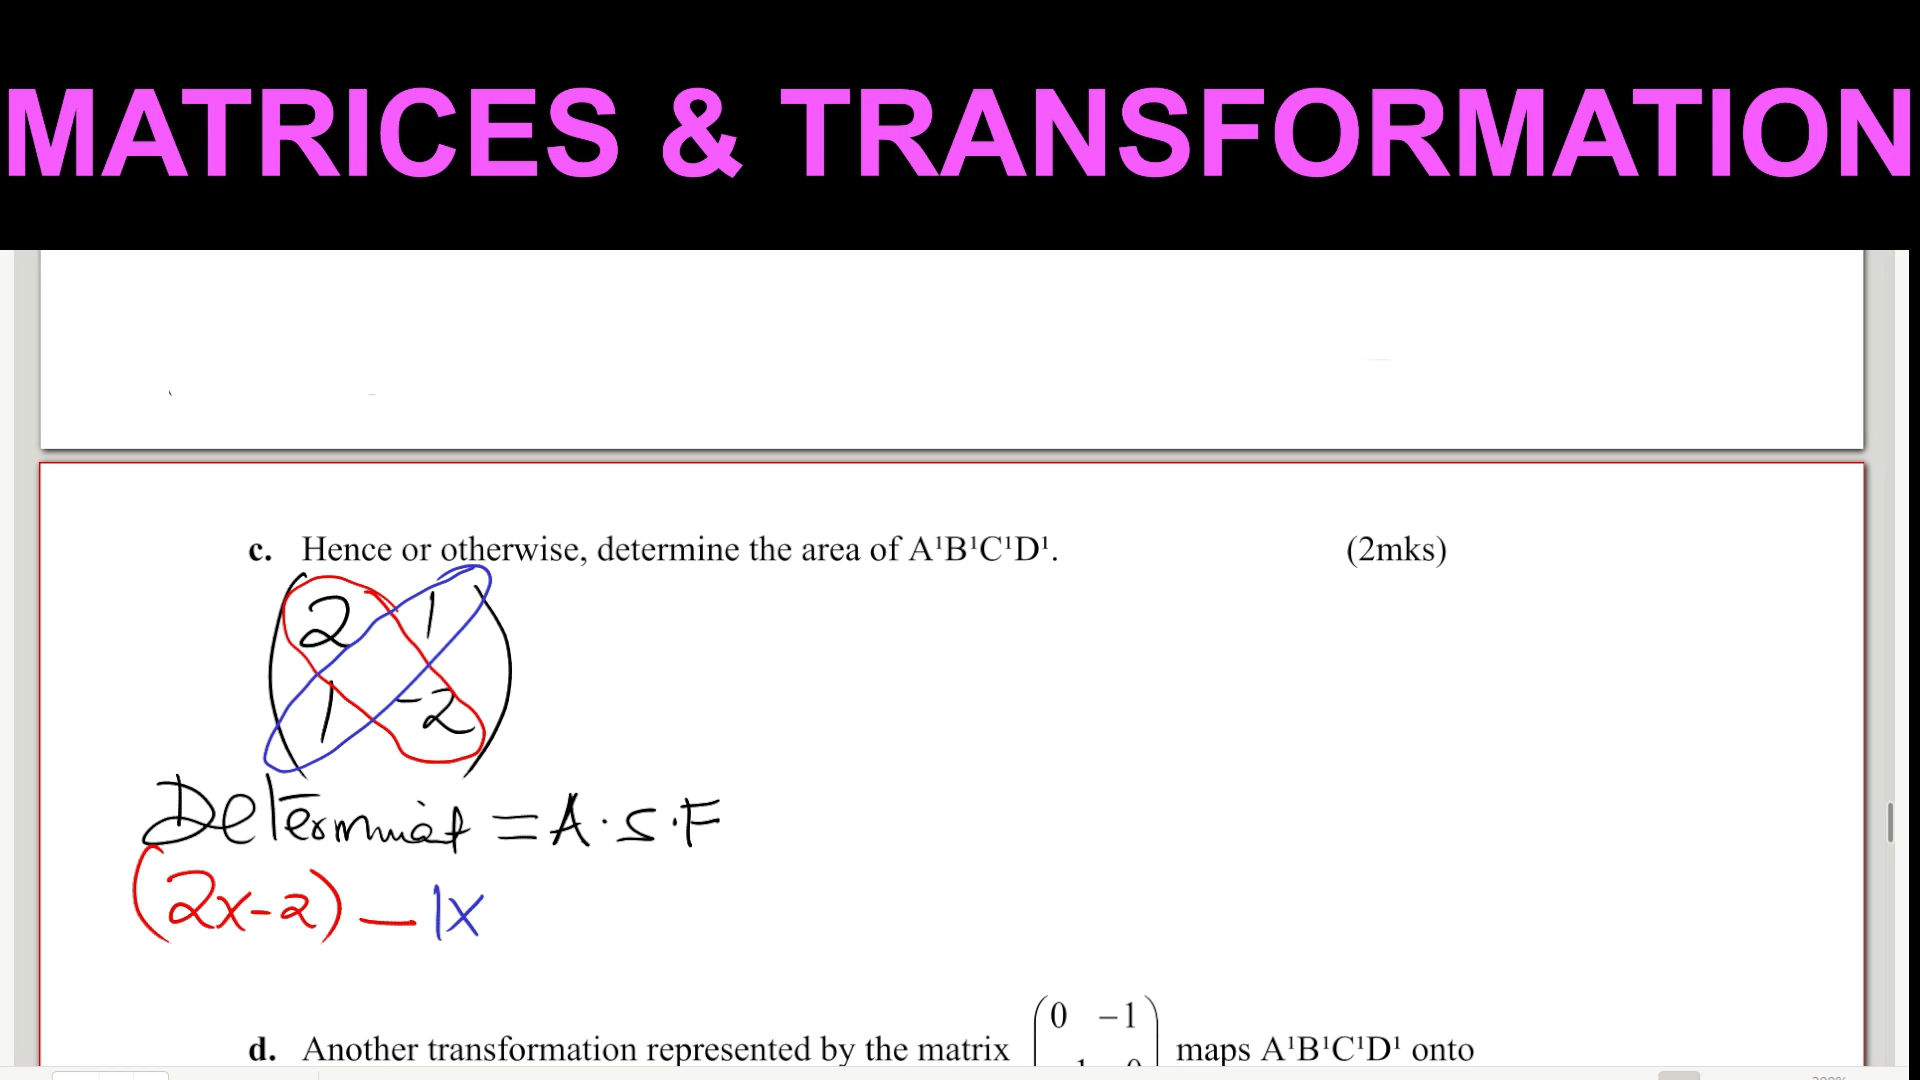 MATRICES & TRANSFORMATION
c. Hence or otherwise, determine the area of A¹B¹C¹D¹. (2mks)
2 1
1 -2
Determinat = A.S.F
(2x-2) - 1x
0 -1
d. Another transformation represented by the matrix maps A¹B¹C¹D¹ onto